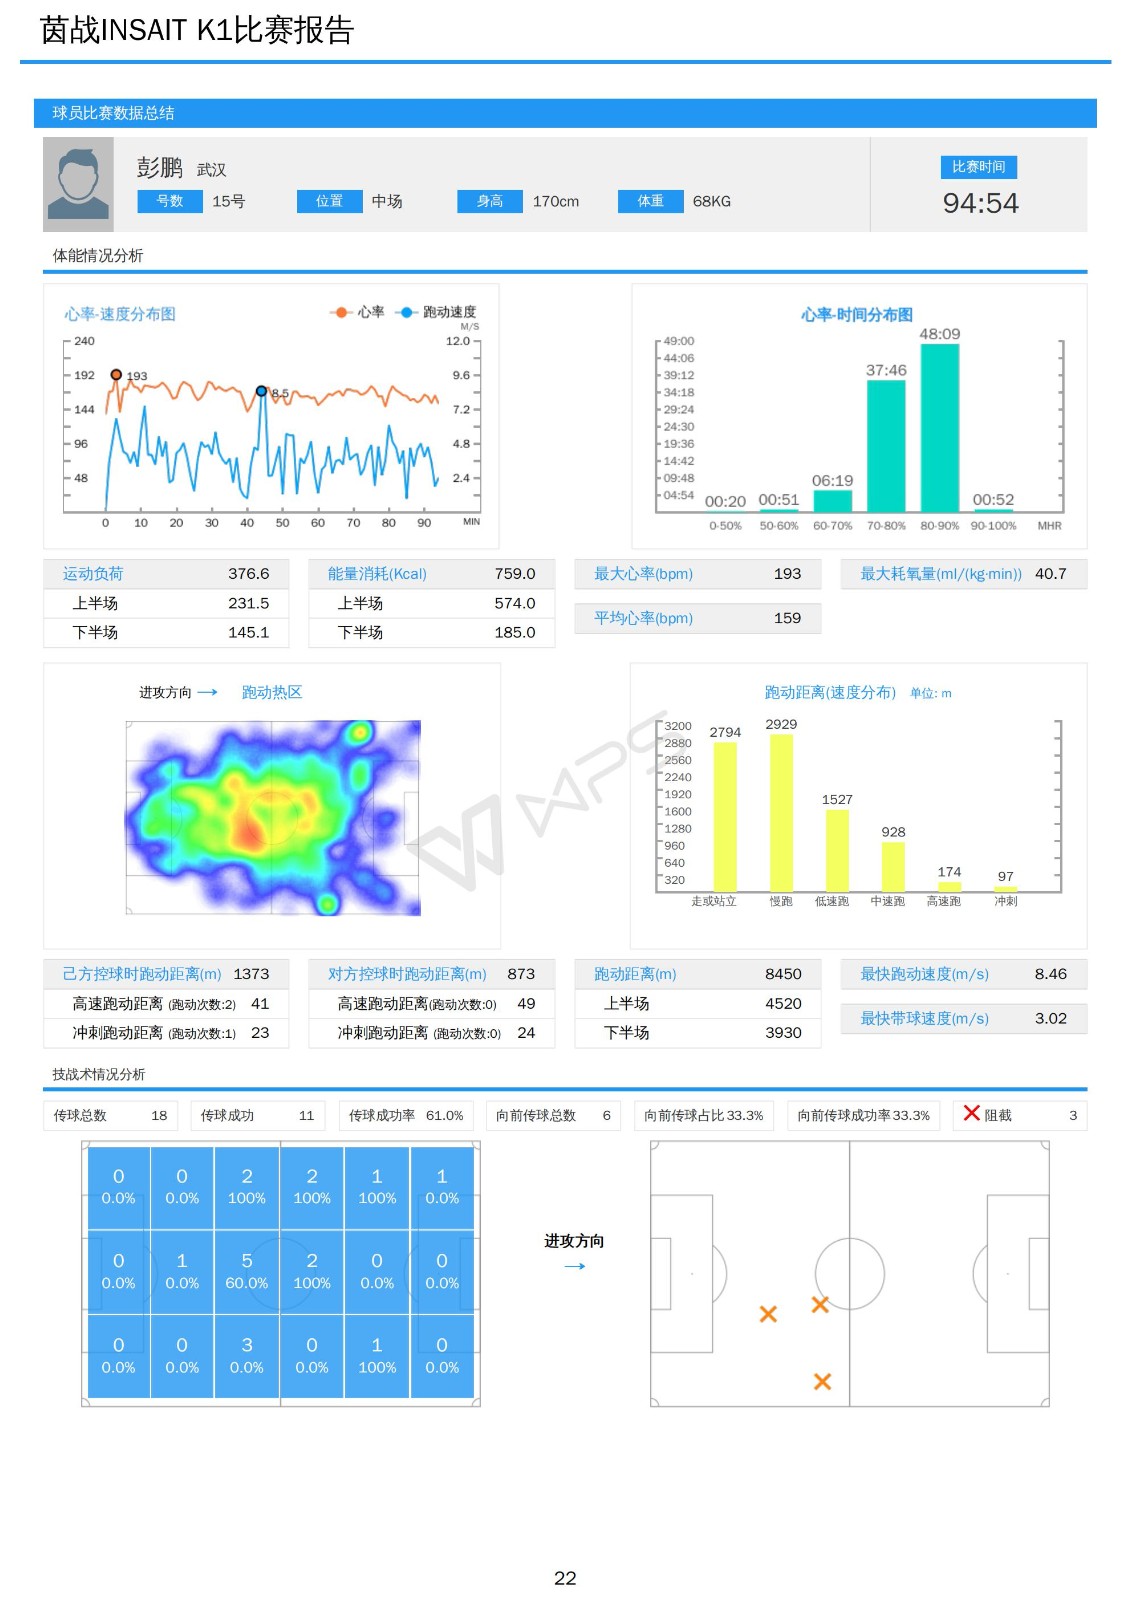 茵战INSAIT K1比赛报告
球员比赛数据总结
彭鹏 武汉
比赛时间
号数 15号 位置 中场 身高 170cm 体重 68KG
94:54
体能情况分析
心率-速度分布图
心率 跑动速度
M/S
240 12.0
192 193 9.6
8.5
144 7.2
96 4.8
48 2.4
0 10 20 30 40 50 60 70 80 90 MIN
心率-时间分布图
49:00
44:06
39:12
34:18
29:24
24:30
19:36
14:42
09:48
04:54
00:20 00:51 06:19 37:46 48:09 00:52
0-50% 50-60% 60-70% 70-80% 80-90% 90-100% MHR
运动负荷 376.6
上半场 231.5
下半场 145.1
能量消耗(Kcal) 759.0
上半场 574.0
下半场 185.0
最大心率(bpm) 193
平均心率(bpm) 159
最大耗氧量(ml/(kg·min)) 40.7
进攻方向 → 跑动热区
跑动距离(速度分布) 单位: m
3200
2880
2560
2240
1920
1600
1280
960
640
320
2794 2929 1527 928 174 97
走或站立 慢跑 低速跑 中速跑 高速跑 冲刺
WPS
己方控球时跑动距离(m) 1373
高速跑动距离 (跑动次数:2) 41
冲刺跑动距离 (跑动次数:1) 23
对方控球时跑动距离(m) 873
高速跑动距离(跑动次数:0) 49
冲刺跑动距离 (跑动次数:0) 24
跑动距离(m) 8450
上半场 4520
下半场 3930
最快跑动速度(m/s) 8.46
最快带球速度(m/s) 3.02
技战术情况分析
传球总数 18 传球成功 11 传球成功率 61.0% 向前传球总数 6 向前传球占比 33.3% 向前传球成功率 33.3% 阻截 3
0 0 2 2 1 1
0.0% 0.0% 100% 100% 100% 0.0%
0 1 5 2 0 0
0.0% 0.0% 60.0% 100% 0.0% 0.0%
0 0 3 0 1 0
0.0% 0.0% 0.0% 0.0% 100% 0.0%
进攻方向
→
22